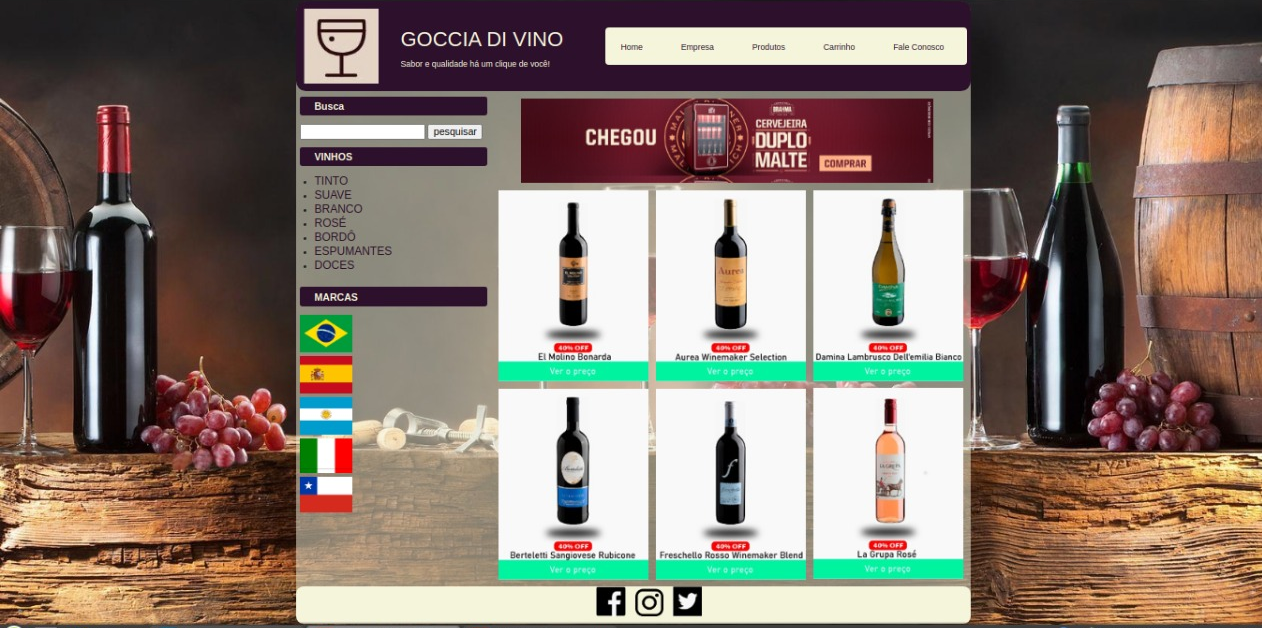 GOCCIA DI VINO
Sabor e qualidade há um clique de você!
Home Empresa Produtos Carrinho Fale Conosco
Busca
pesquisar
VINHOS
TINTO
SUAVE
BRANCO
ROSÉ
BORDÔ
ESPUMANTES
DOCES
MARCAS
CHEGOU
BRAHMA
CERVEJEIRA
DUPLO
MALTE
COMPRAR
Aurea
40% OFF
El Molino Bonarda
Ver o preço
40% OFF
Aurea Winemaker Selection
Ver o preço
40% OFF
Damina Lambrusco Dell'emilia Bianco
Ver o preço
40% OFF
Berteletti Sangiovese Rubicone
Ver o preço
f
40% OFF
Freschello Rosso Winemaker Blend
Ver o preço
LA GRUPA
40% OFF
La Grupa Rosé
Ver o preço